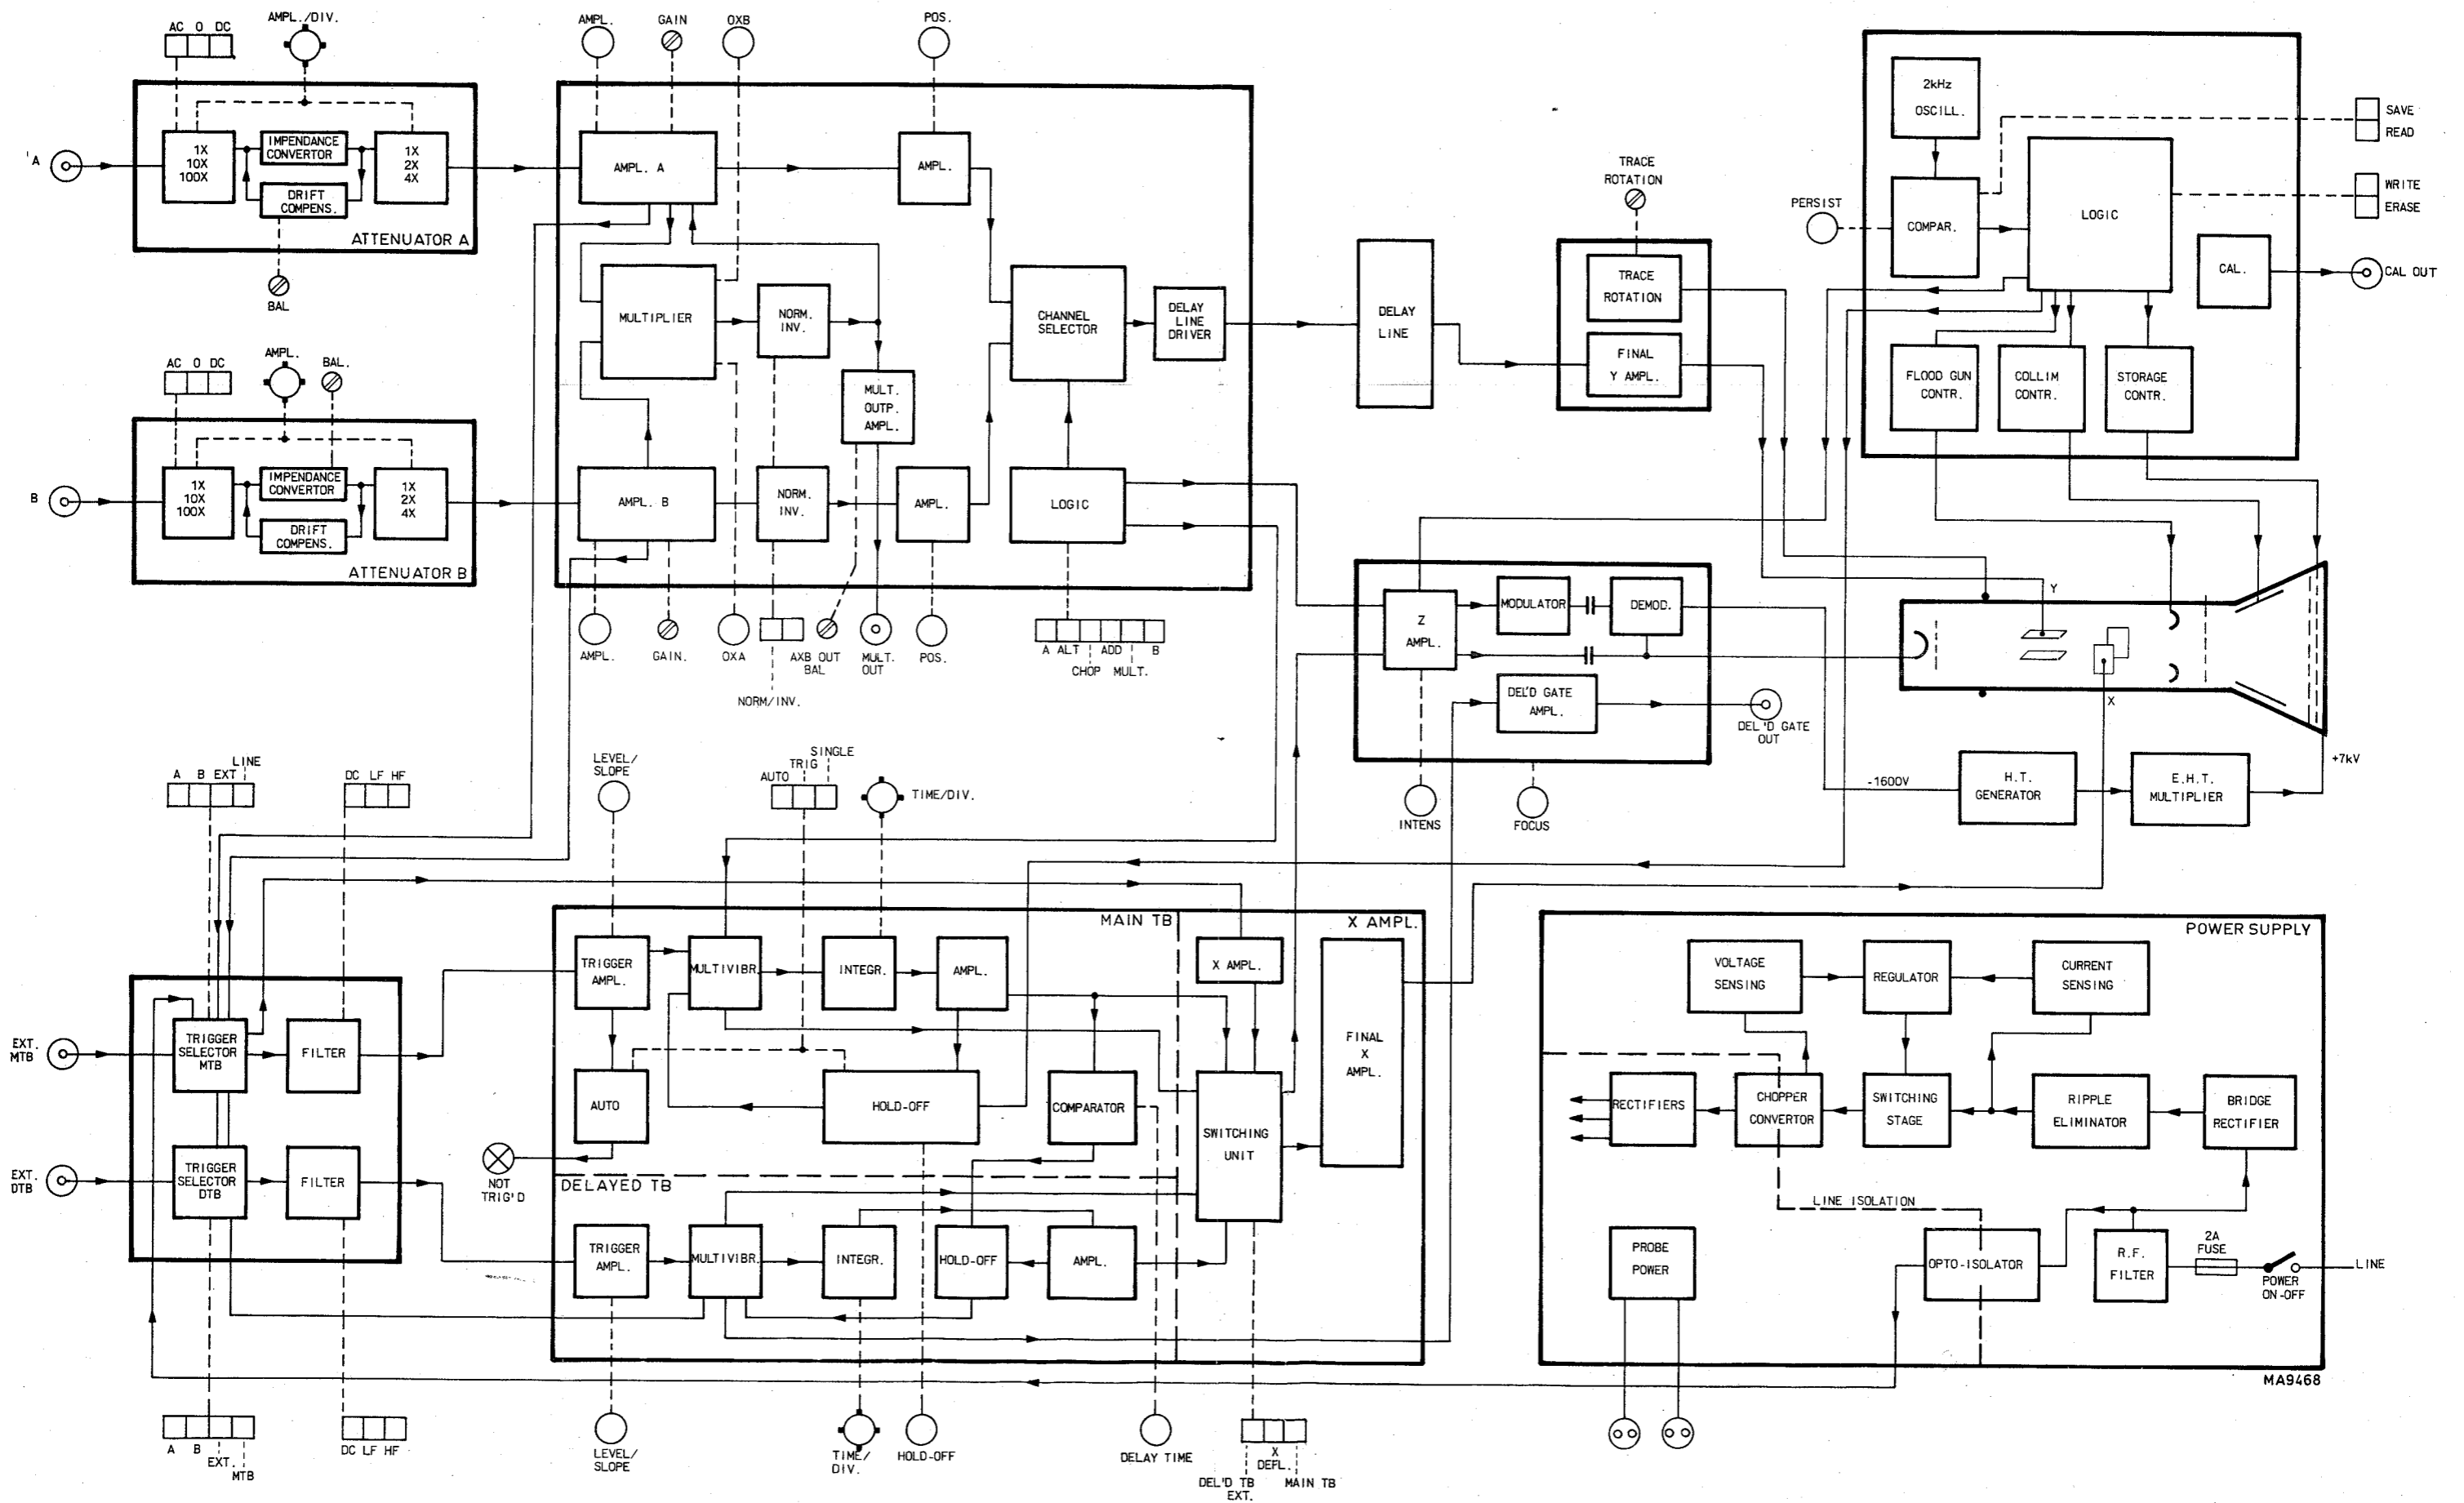 AMPL./DIV.
AC O DC
A
1X
10X
100X
IMPENDANCE
CONVERTOR
DRIFT
COMPENS.
1X
2X
4X
ATTENUATOR A
BAL
AMPL.
BAL.
AC O DC
B
1X
10X
100X
IMPENDANCE
CONVERTOR
DRIFT
COMPENS.
1X
2X
4X
ATTENUATOR B
AMPL.
GAIN
OXB
POS.
AMPL. A
AMPL.
MULTIPLIER
NORM.
INV.
MULT.
OUTP.
AMPL.
CHANNEL
SELECTOR
DELAY
LINE
DRIVER
AMPL. B
NORM.
INV.
AMPL.
LOGIC
AMPL.
GAIN.
OXA
NORM/INV.
AXB OUT
BAL
MULT.
OUT
POS.
A ALT ADD B
CHOP MULT.
DELAY
LINE
TRACE
ROTATION
TRACE
ROTATION
FINAL
Y AMPL.
PERSIST
2kHz
OSCILL.
COMPAR.
LOGIC
CAL.
SAVE
READ
WRITE
ERASE
CAL OUT
FLOOD GUN
CONTR.
COLLIM
CONTR.
STORAGE
CONTR.
Z
AMPL.
MODULATOR
DEMOD.
DEL'D GATE
AMPL.
DEL'D GATE
OUT
INTENS
FOCUS
Y
X
-1600V
H.T.
GENERATOR
E.H.T.
MULTIPLIER
+7kV
A B EXT LINE
DC LF HF
LEVEL/
SLOPE
AUTO TRIG SINGLE
TIME/DIV.
EXT.
MTB
TRIGGER
SELECTOR
MTB
FILTER
EXT.
DTB
TRIGGER
SELECTOR
DTB
FILTER
A B EXT. MTB
DC LF HF
MAIN TB
X AMPL.
TRIGGER
AMPL.
MULTIVIBR.
INTEGR.
AMPL.
X AMPL.
FINAL
X
AMPL.
AUTO
HOLD-OFF
COMPARATOR
SWITCHING
UNIT
NOT
TRIG'D
DELAYED TB
TRIGGER
AMPL.
MULTIVIBR.
INTEGR.
HOLD-OFF
AMPL.
LEVEL/
SLOPE
TIME/
DIV.
HOLD-OFF
DELAY TIME
X
DEFL.
DEL'D TB
EXT.
MAIN TB
POWER SUPPLY
VOLTAGE
SENSING
REGULATOR
CURRENT
SENSING
RECTIFIERS
CHOPPER
CONVERTOR
SWITCHING
STAGE
RIPPLE
ELIMINATOR
BRIDGE
RECTIFIER
LINE ISOLATION
PROBE
POWER
OPTO-ISOLATOR
R.F.
FILTER
2A
FUSE
POWER
ON-OFF
LINE
MA9468